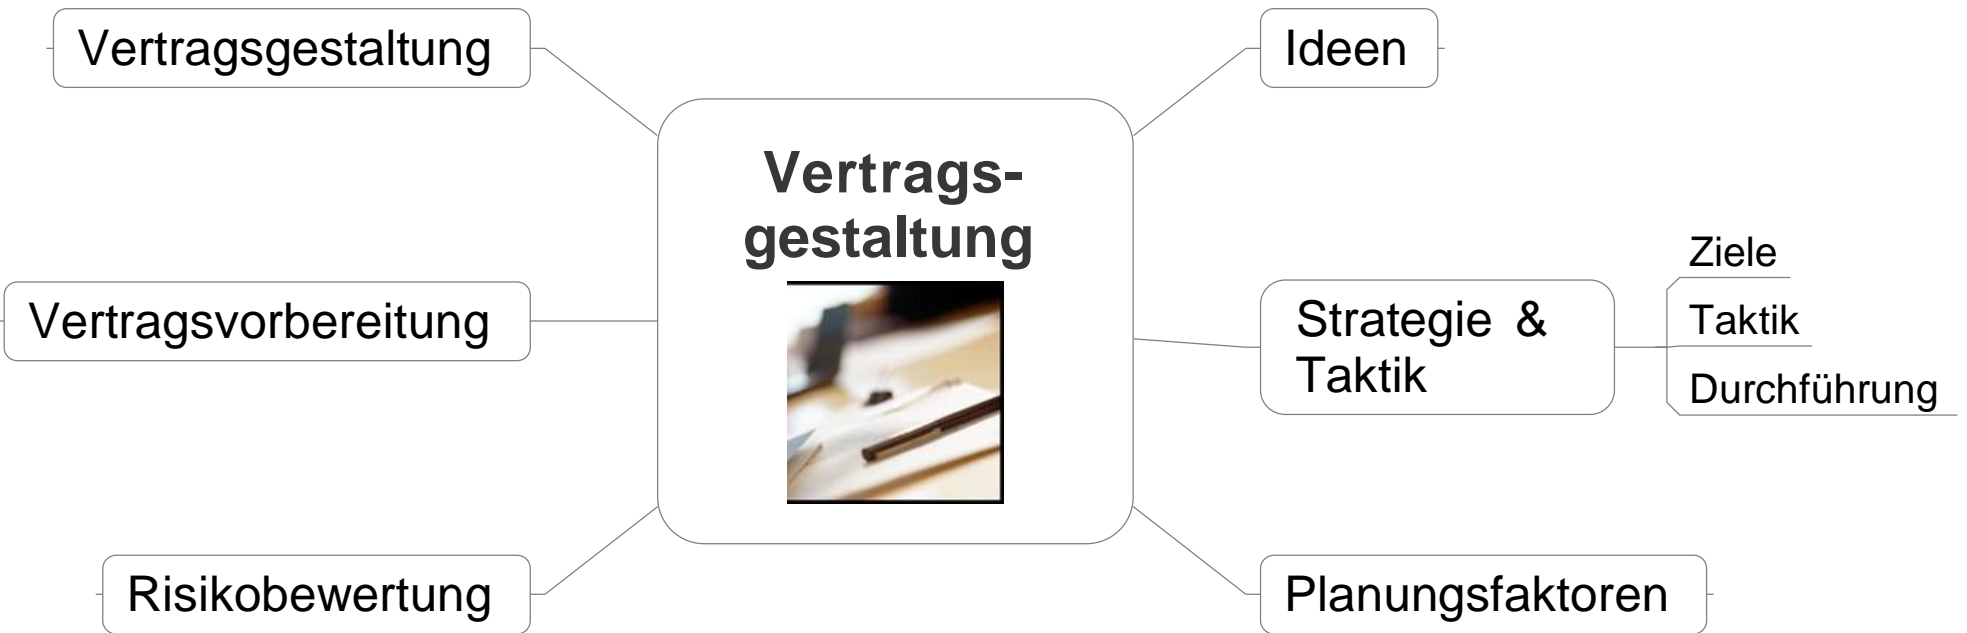 Vertragsgestaltung
Ideen
Vertrags-
gestaltung
Ziele
Vertragsvorbereitung
Strategie &
Taktik
Taktik
Durchführung
Risikobewertung
Planungsfaktoren